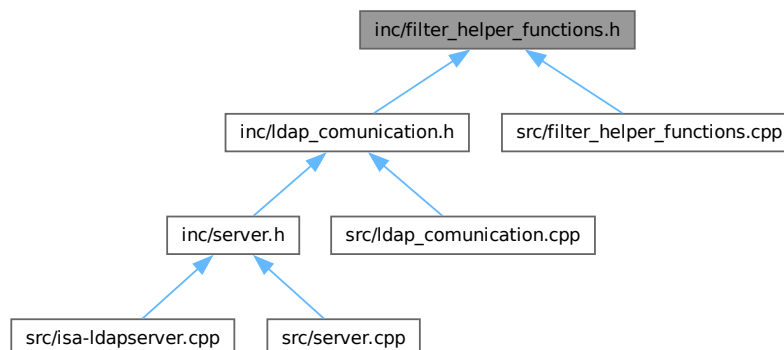 inc/filter_helper_functions.h
inc/ldap_comunication.h
src/filter_helper_functions.cpp
inc/server.h
src/ldap_comunication.cpp
src/isa-ldapserver.cpp
src/server.cpp